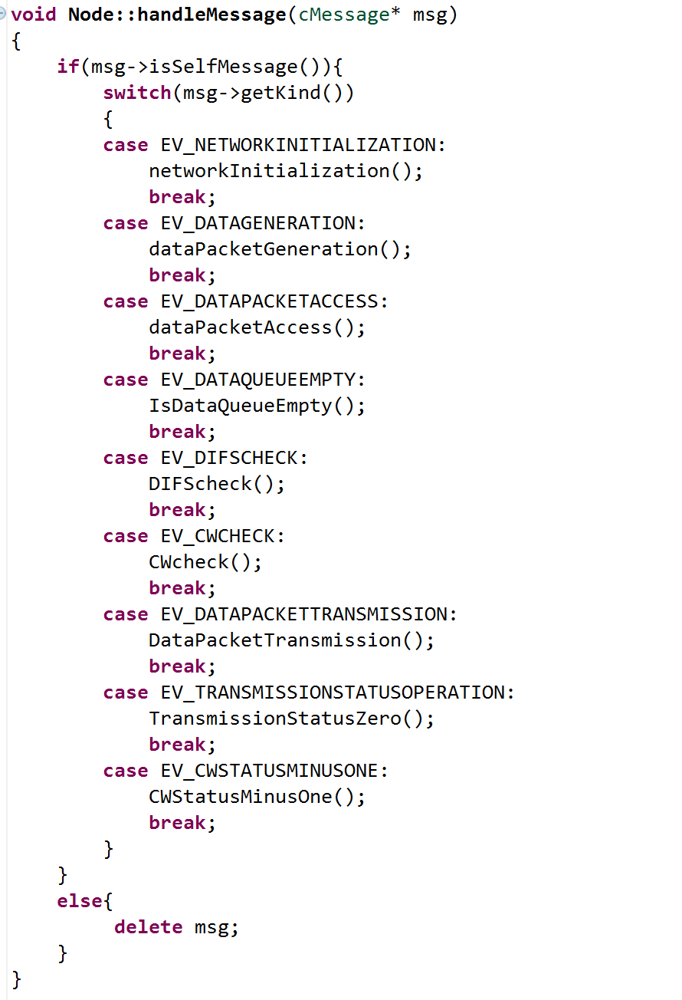 void Node::handleMessage(cMessage* msg)
{
    if(msg->isSelfMessage()){
        switch(msg->getKind())
        {
        case EV_NETWORKINITIALIZATION:
            networkInitialization();
            break;
        case EV_DATAGENERATION:
            dataPacketGeneration();
            break;
        case EV_DATAPACKETACCESS:
            dataPacketAccess();
            break;
        case EV_DATAQUEUEEMPTY:
            IsDataQueueEmpty();
            break;
        case EV_DIFSCHECK:
            DIFScheck();
            break;
        case EV_CWCHECK:
            CWcheck();
            break;
        case EV_DATAPACKETTRANSMISSION:
            DataPacketTransmission();
            break;
        case EV_TRANSMISSIONSTATUSOPERATION:
            TransmissionStatusZero();
            break;
        case EV_CWSTATUSMINUSONE:
            CWStatusMinusOne();
            break;
        }
    }
    else{
         delete msg;
    }
}